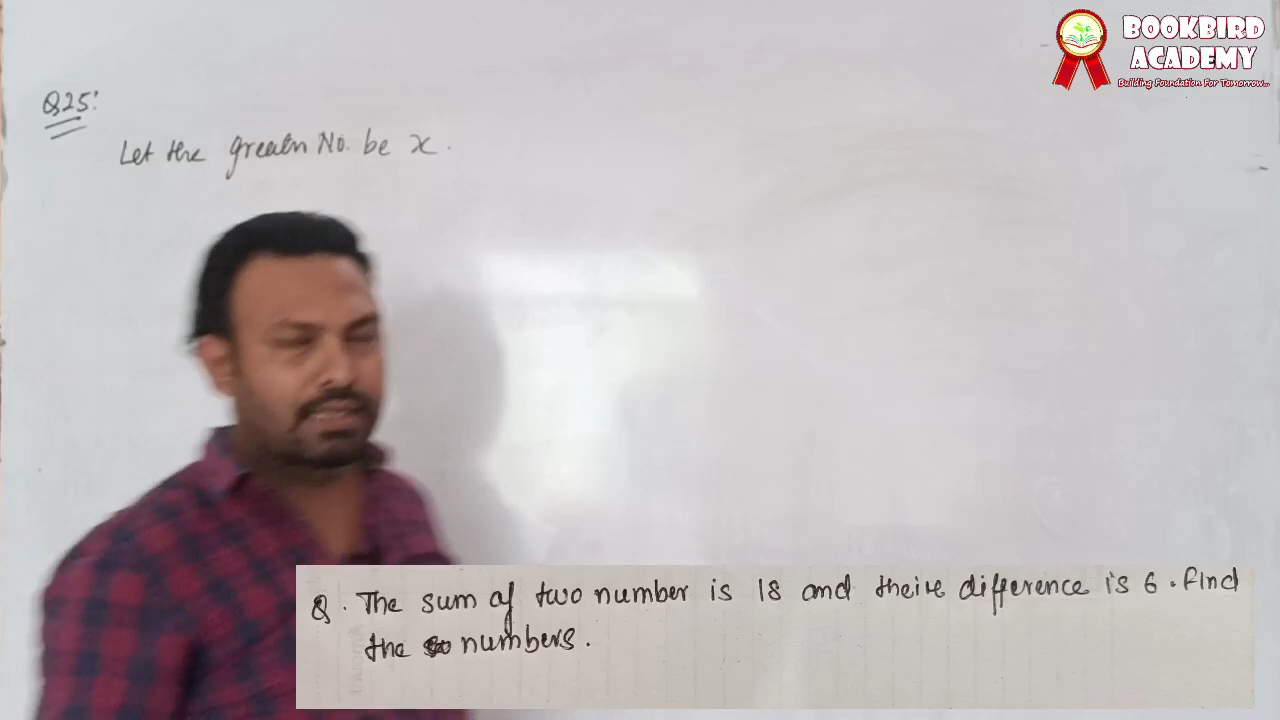 BOOKBIRD
ACADEMY
Building Foundation For Tomorrow...
Q25:
Let the greater No. be x.
Q. The sum of two number is 18 and theire difference is 6. Find
the numbers.